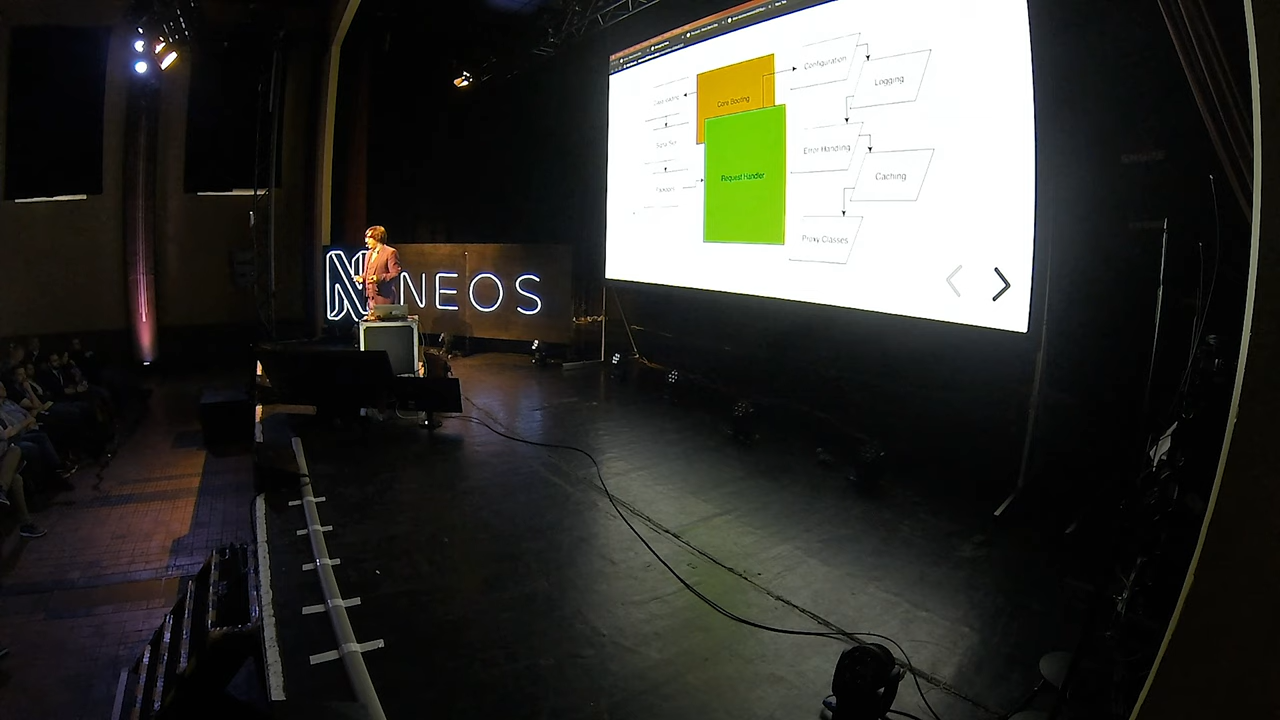 NEOS
Core Booting
Request Handler
Configuration
Logging
Error Handling
Caching
Proxy Classes